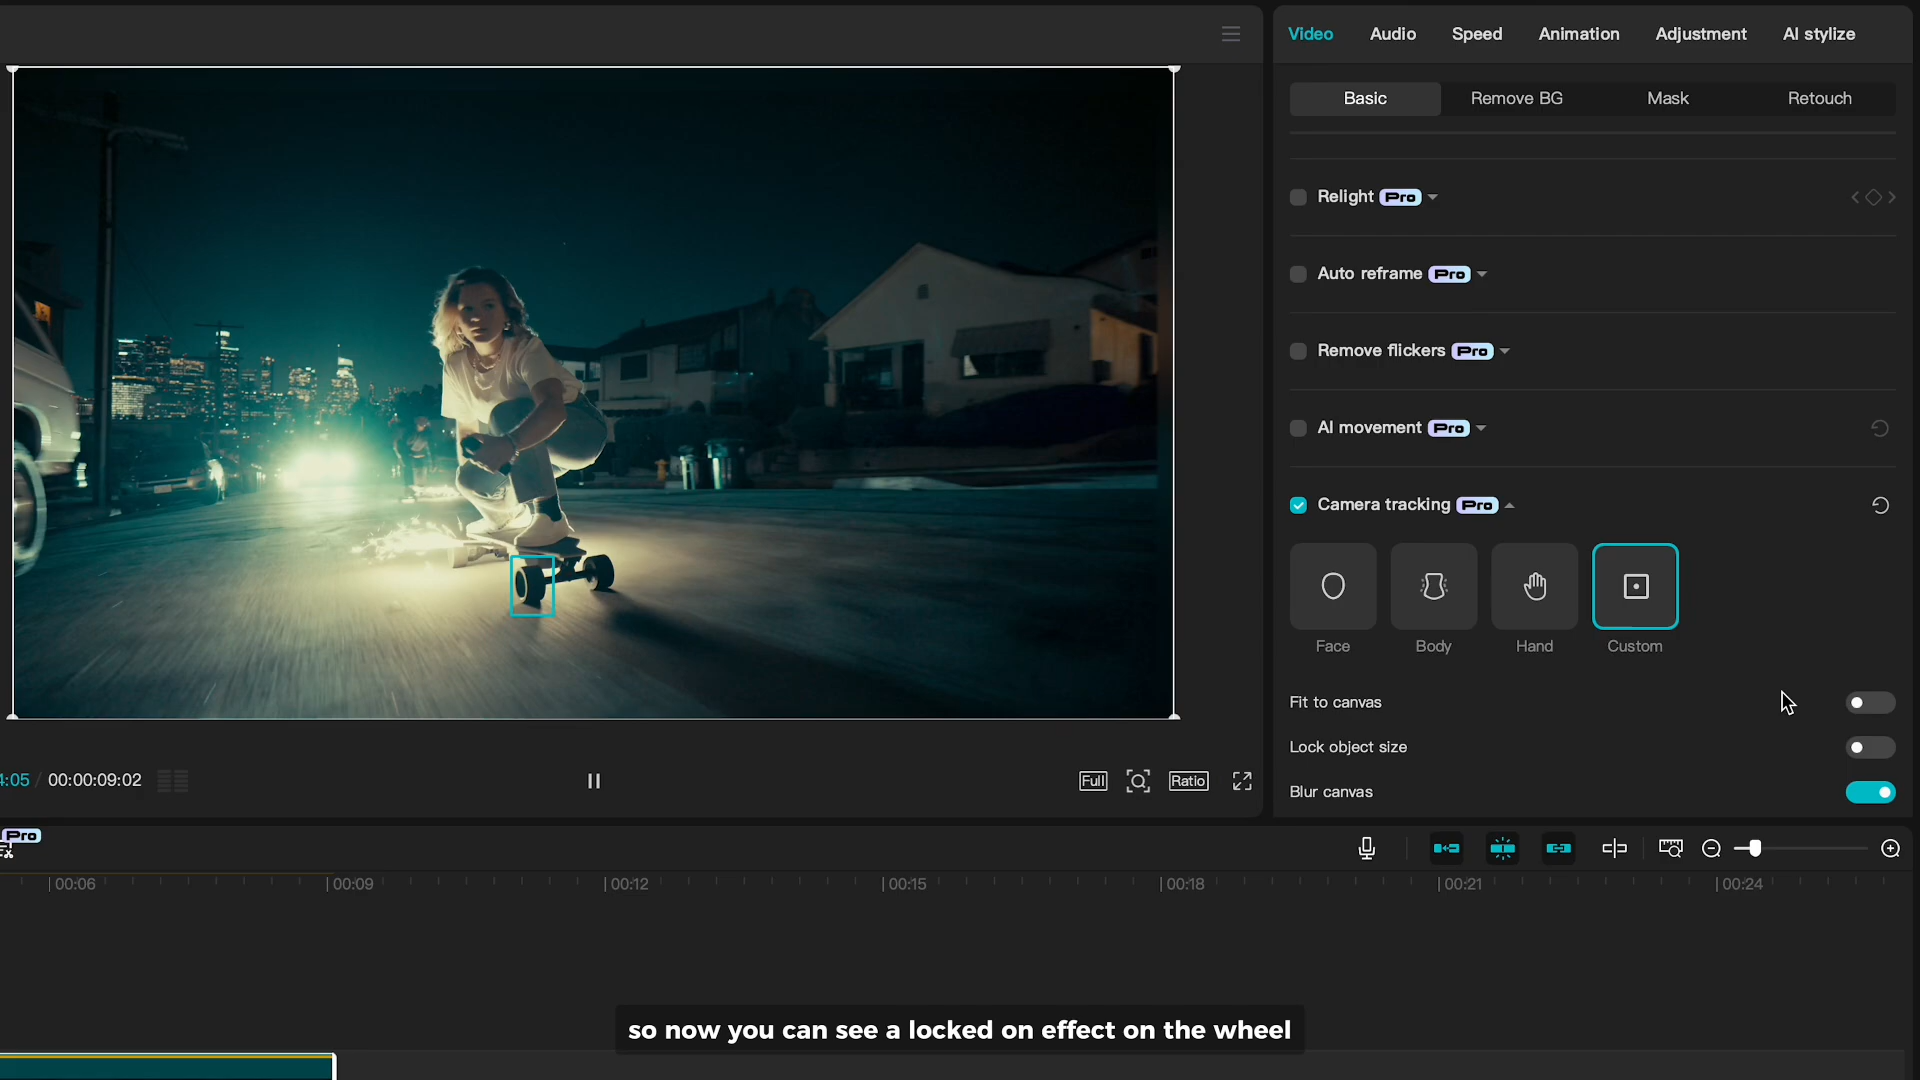 Video Audio Speed Animation Adjustment AI stylize
Basic Remove BG Mask Retouch
Relight Pro
Auto reframe Pro
Remove flickers Pro
AI movement Pro
Camera tracking Pro
Face Body Hand Custom
Fit to canvas
Lock object size
Blur canvas
4:05 / 00:00:09:02
Full Ratio
Pro
00:06 00:09 00:12 00:15 00:18 00:21 00:24
so now you can see a locked on effect on the wheel